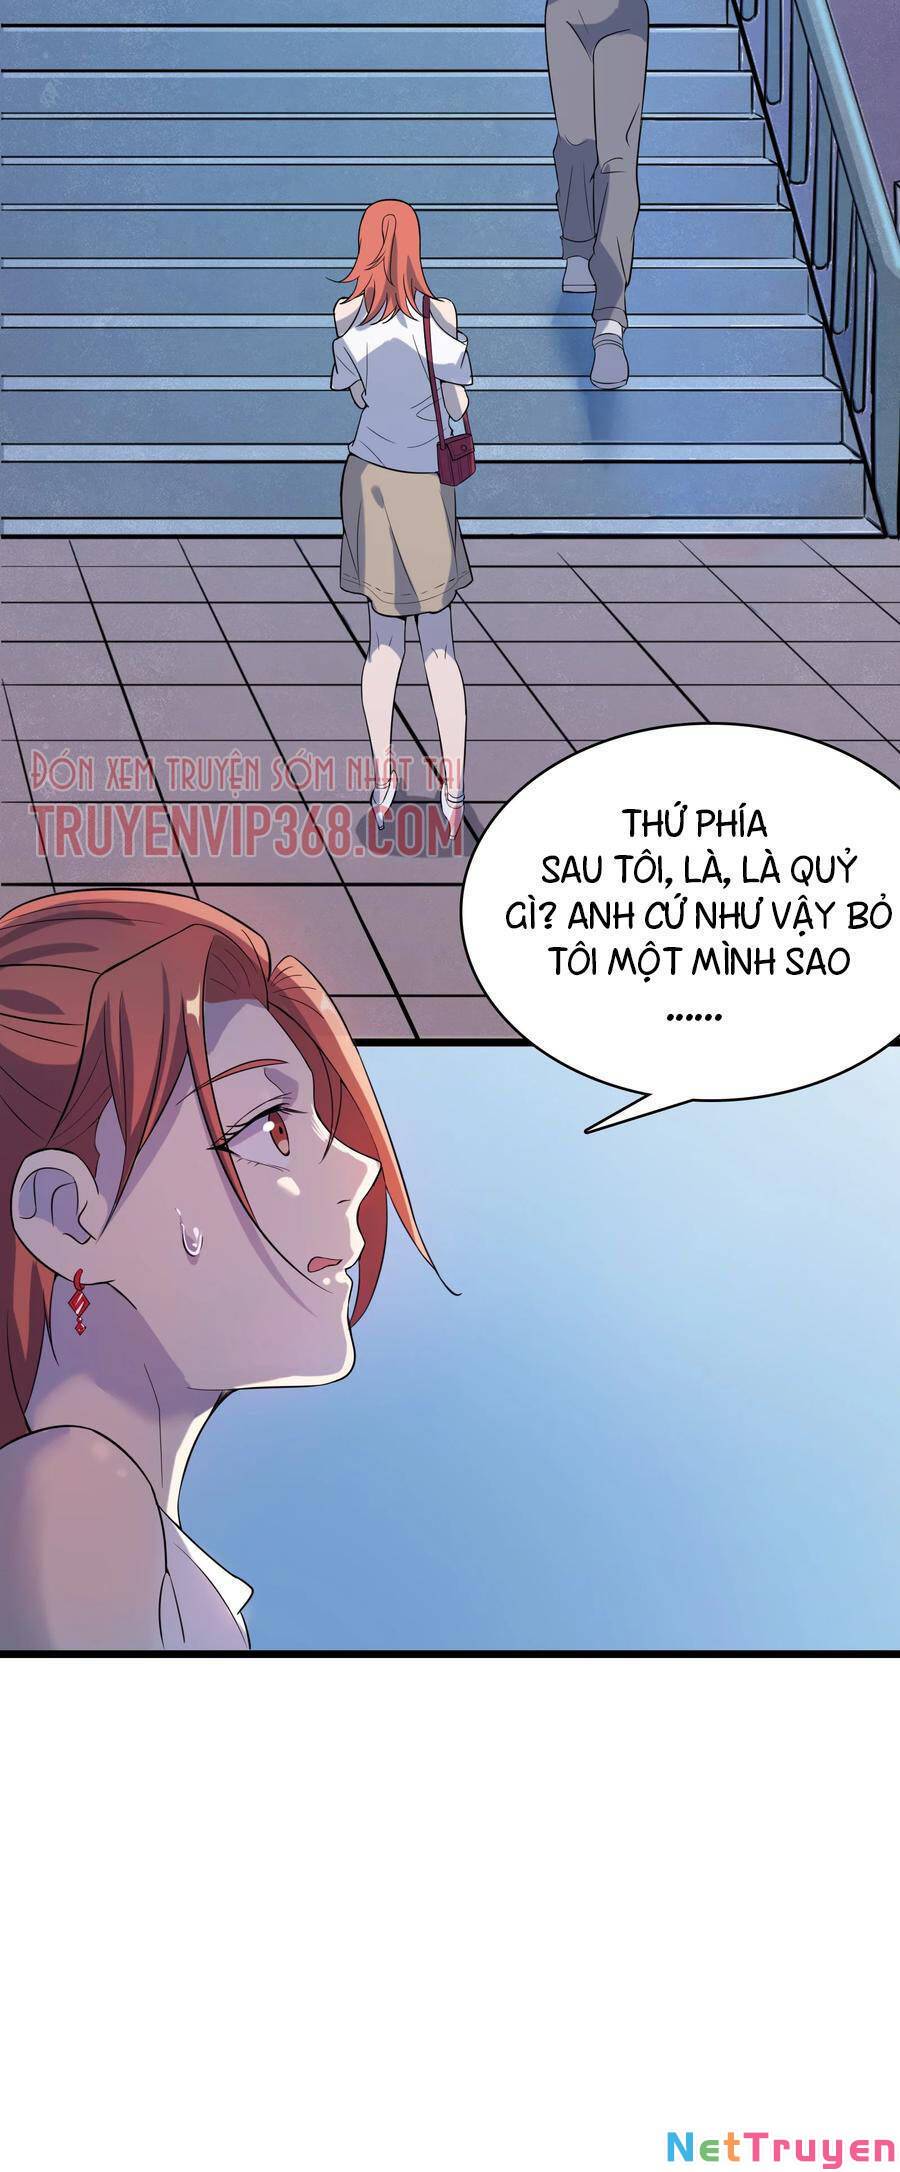 ĐÓN XEM TRUYỆN SỚM NHẤT TẠI
TRUYENVIP368.COM
THỨ PHÍA
SAU TÔI, LÀ, LÀ QUỶ
GÌ? ANH CỨ NHƯ VẬY BỎ
TÔI MỘT MÌNH SAO
......
NetTruyen